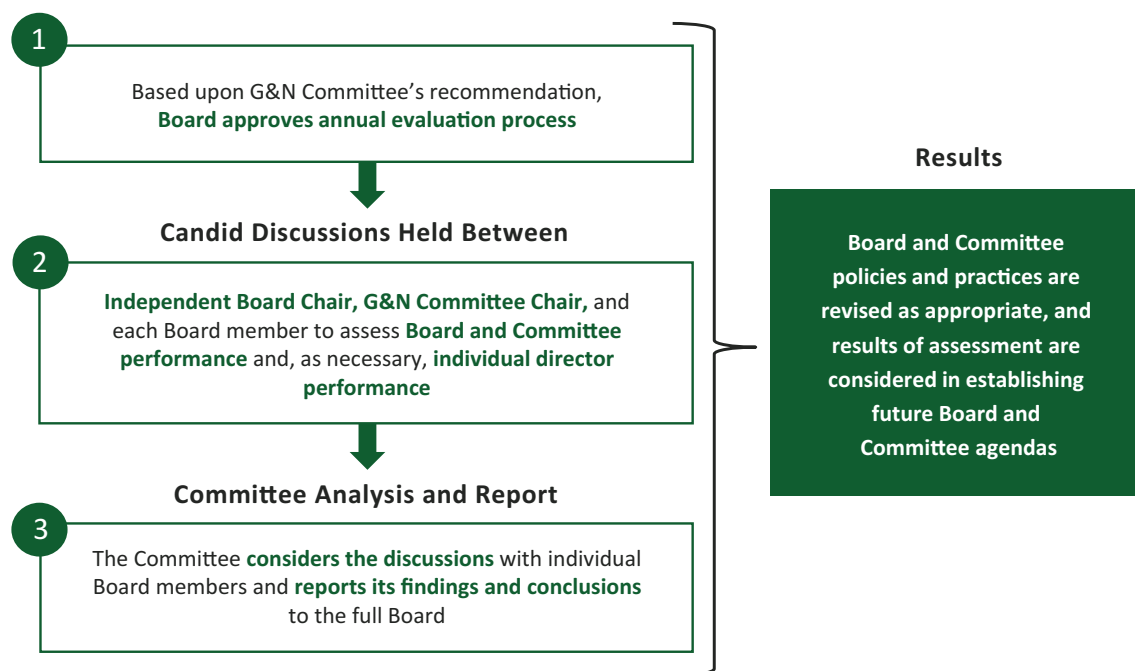 1
Based upon G&N Committee’s recommendation,
Board approves annual evaluation process
Candid Discussions Held Between
2
Independent Board Chair, G&N Committee Chair, and
each Board member to assess Board and Committee
performance and, as necessary, individual director
performance
Committee Analysis and Report
3
The Committee considers the discussions with individual
Board members and reports its findings and conclusions
to the full Board
Results
Board and Committee
policies and practices are
revised as appropriate, and
results of assessment are
considered in establishing
future Board and
Committee agendas